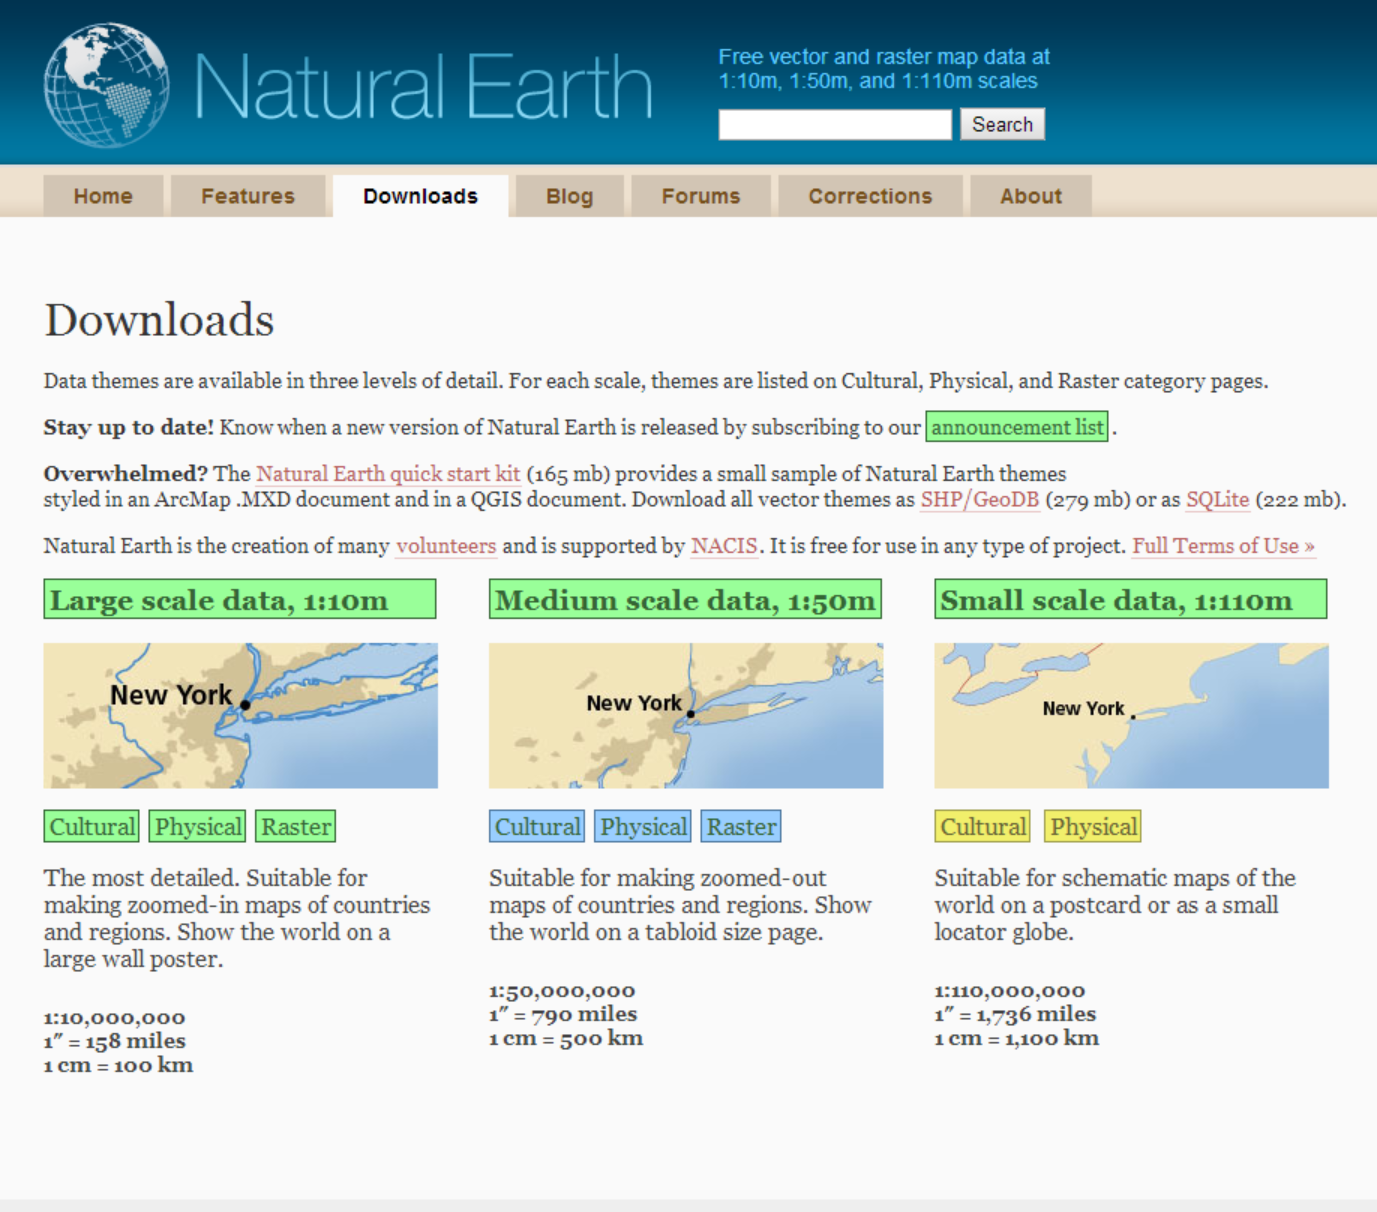 Natural Earth
Free vector and raster map data at
1:10m, 1:50m, and 1:110m scales
Search
Home Features Downloads Blog Forums Corrections About
Downloads
Data themes are available in three levels of detail. For each scale, themes are listed on Cultural, Physical, and Raster category pages.
Stay up to date! Know when a new version of Natural Earth is released by subscribing to our announcement list .
Overwhelmed? The Natural Earth quick start kit (165 mb) provides a small sample of Natural Earth themes
styled in an ArcMap .MXD document and in a QGIS document. Download all vector themes as SHP/GeoDB (279 mb) or as SQLite (222 mb).
Natural Earth is the creation of many volunteers and is supported by NACIS. It is free for use in any type of project. Full Terms of Use »
Large scale data, 1:10m
New York
Cultural Physical Raster
The most detailed. Suitable for
making zoomed-in maps of countries
and regions. Show the world on a
large wall poster.
1:10,000,000
1″ = 158 miles
1 cm = 100 km
Medium scale data, 1:50m
New York
Cultural Physical Raster
Suitable for making zoomed-out
maps of countries and regions. Show
the world on a tabloid size page.
1:50,000,000
1″ = 790 miles
1 cm = 500 km
Small scale data, 1:110m
New York
Cultural Physical
Suitable for schematic maps of the
world on a postcard or as a small
locator globe.
1:110,000,000
1″ = 1,736 miles
1 cm = 1,100 km